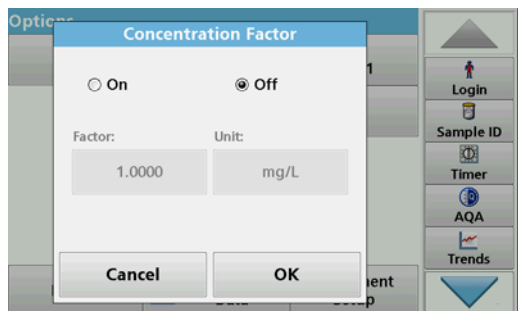 Options
Concentration Factor
1
On
Off
Login
Factor:
Unit:
Sample ID
1.0000
mg/L
Timer
AQA
Trends
Cancel
OK